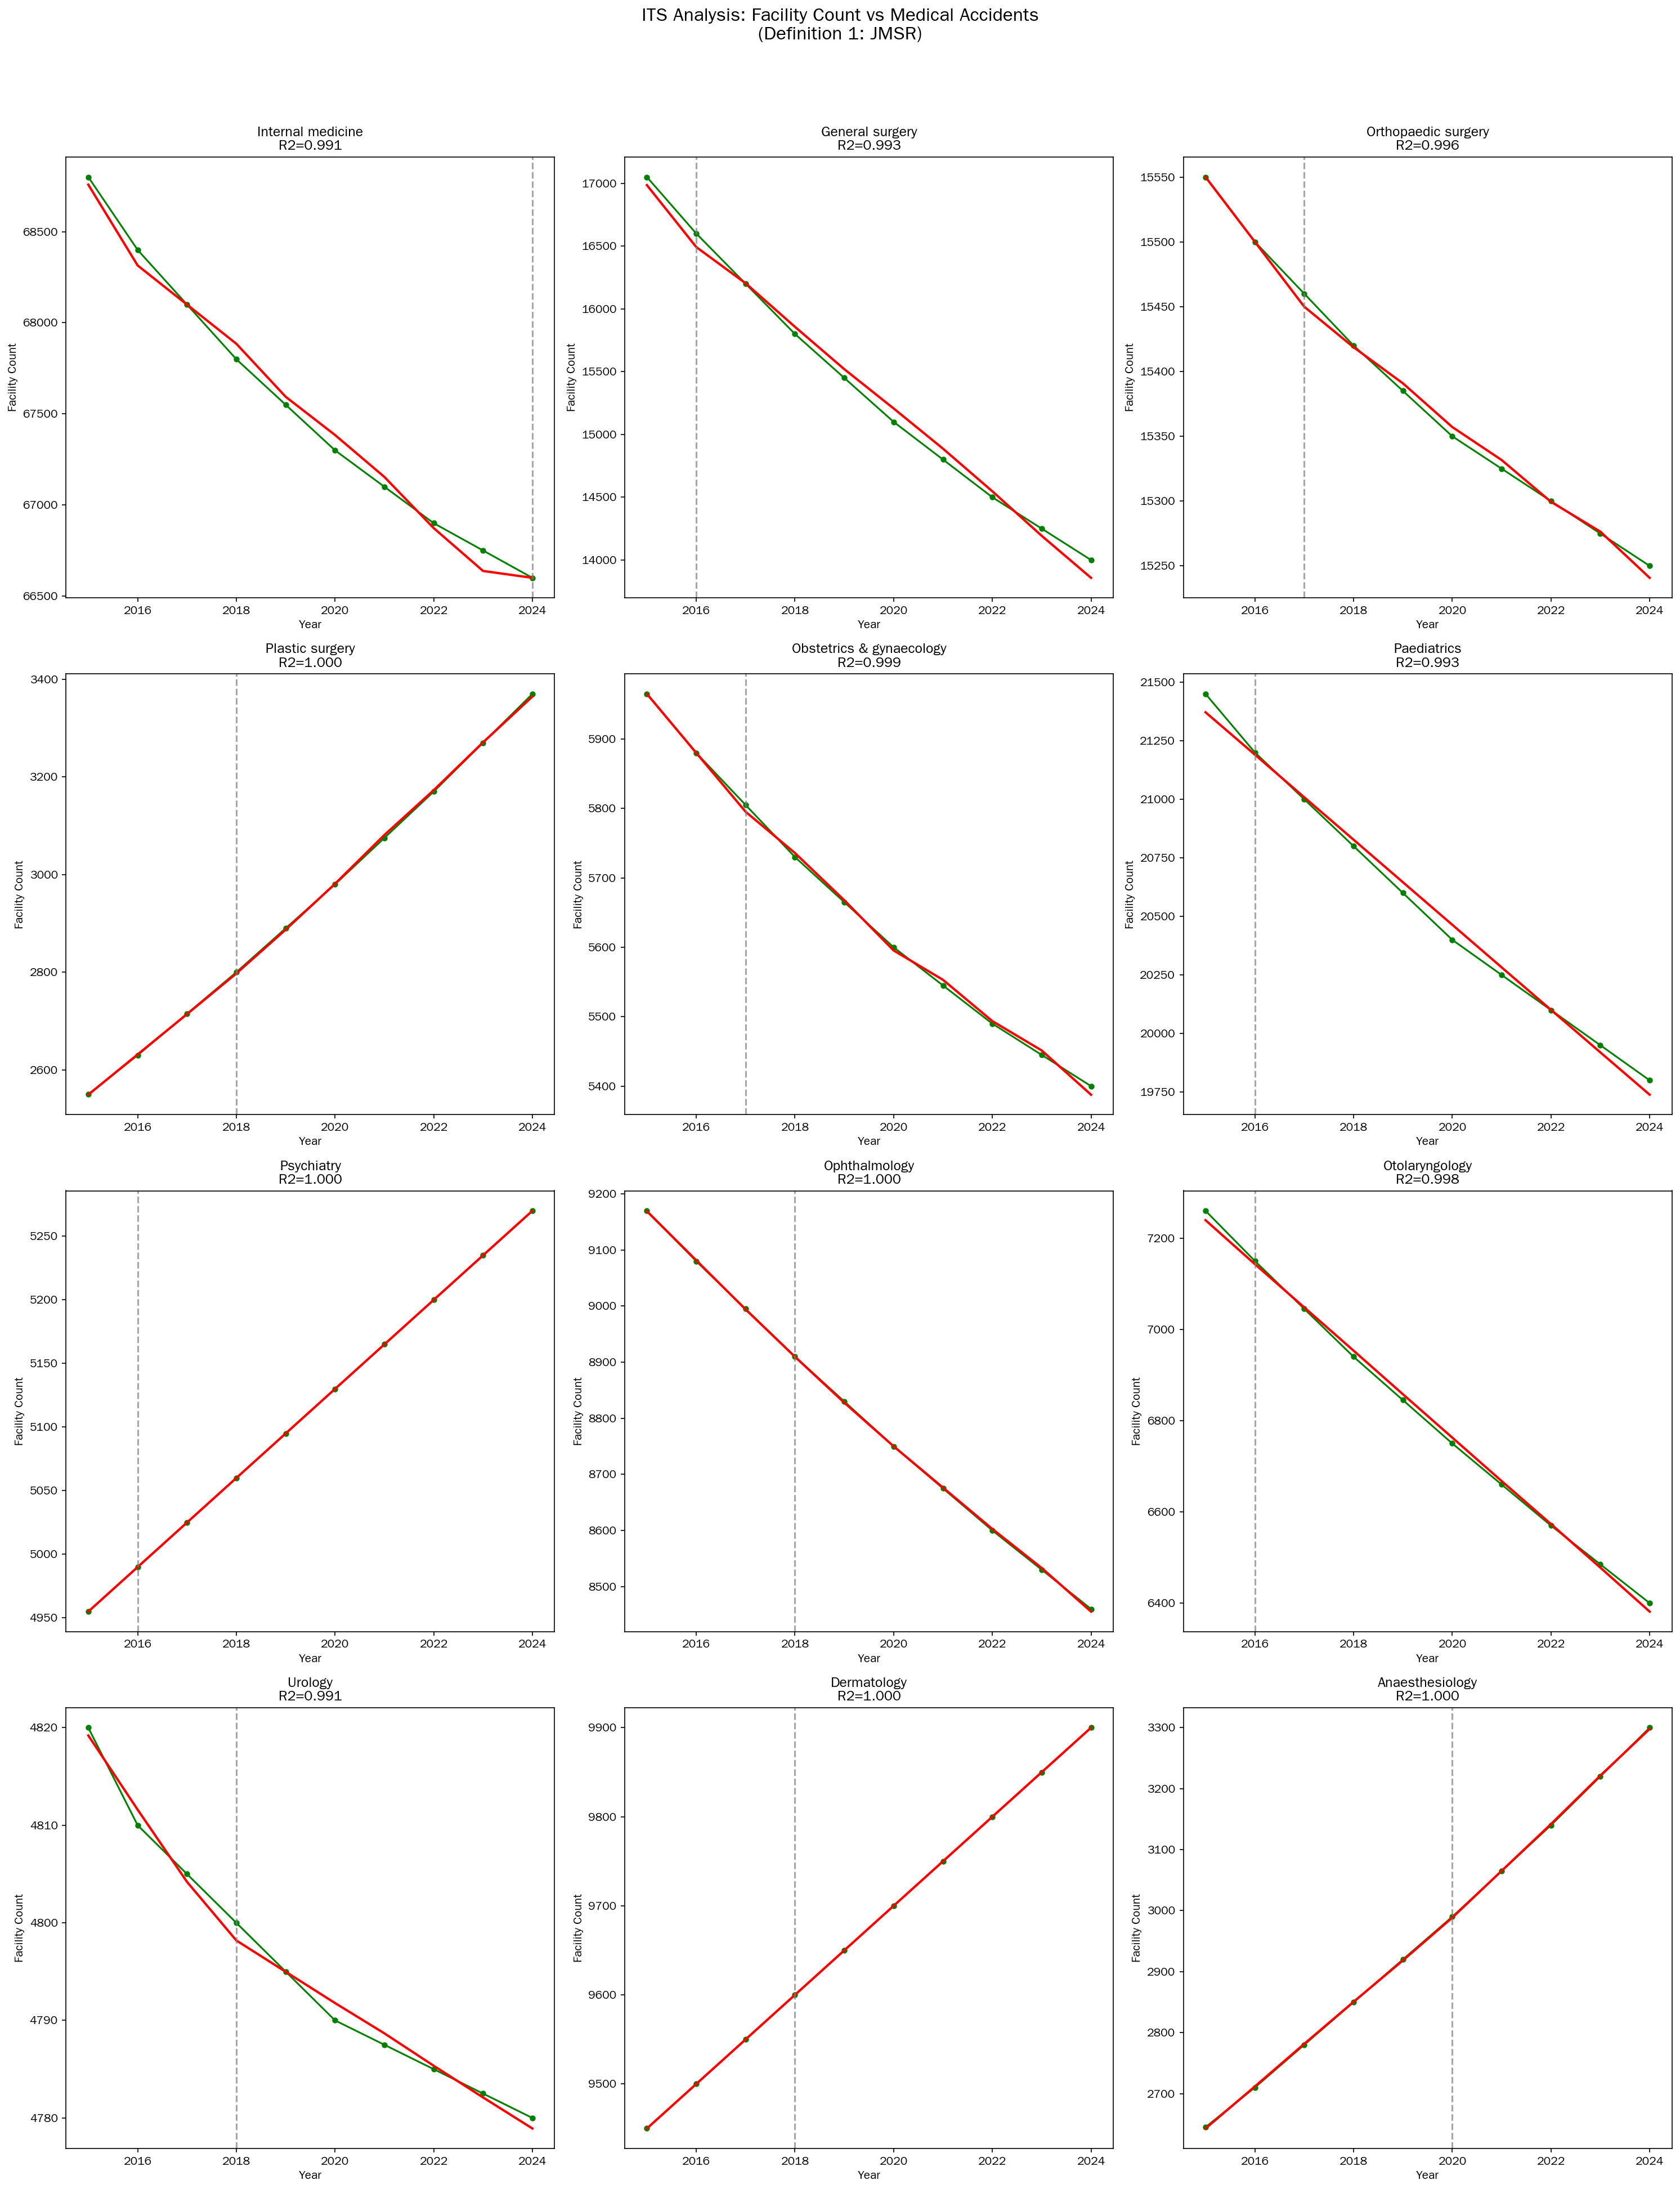 ITS Analysis: Facility Count vs Medical Accidents
(Definition 1: JMSR)
Internal medicine
R2=0.991
Facility Count
68500
68000
67500
67000
66500
2016
2018
2020
2022
2024
Year
General surgery
R2=0.993
Facility Count
17000
16500
16000
15500
15000
14500
14000
2016
2018
2020
2022
2024
Year
Orthopaedic surgery
R2=0.996
Facility Count
15550
15500
15450
15400
15350
15300
15250
2016
2018
2020
2022
2024
Year
Plastic surgery
R2=1.000
Facility Count
3400
3200
3000
2800
2600
2016
2018
2020
2022
2024
Year
Obstetrics & gynaecology
R2=0.999
Facility Count
5900
5800
5700
5600
5500
5400
2016
2018
2020
2022
2024
Year
Paediatrics
R2=0.993
Facility Count
21500
21250
21000
20750
20500
20250
20000
19750
2016
2018
2020
2022
2024
Year
Psychiatry
R2=1.000
Facility Count
5250
5200
5150
5100
5050
5000
4950
2016
2018
2020
2022
2024
Year
Ophthalmology
R2=1.000
Facility Count
9200
9100
9000
8900
8800
8700
8600
8500
2016
2018
2020
2022
2024
Year
Otolaryngology
R2=0.998
Facility Count
7200
7000
6800
6600
6400
2016
2018
2020
2022
2024
Year
Urology
R2=0.991
Facility Count
4820
4810
4800
4790
4780
2016
2018
2020
2022
2024
Year
Dermatology
R2=1.000
Facility Count
9900
9800
9700
9600
9500
2016
2018
2020
2022
2024
Year
Anaesthesiology
R2=1.000
Facility Count
3300
3200
3100
3000
2900
2800
2700
2016
2018
2020
2022
2024
Year